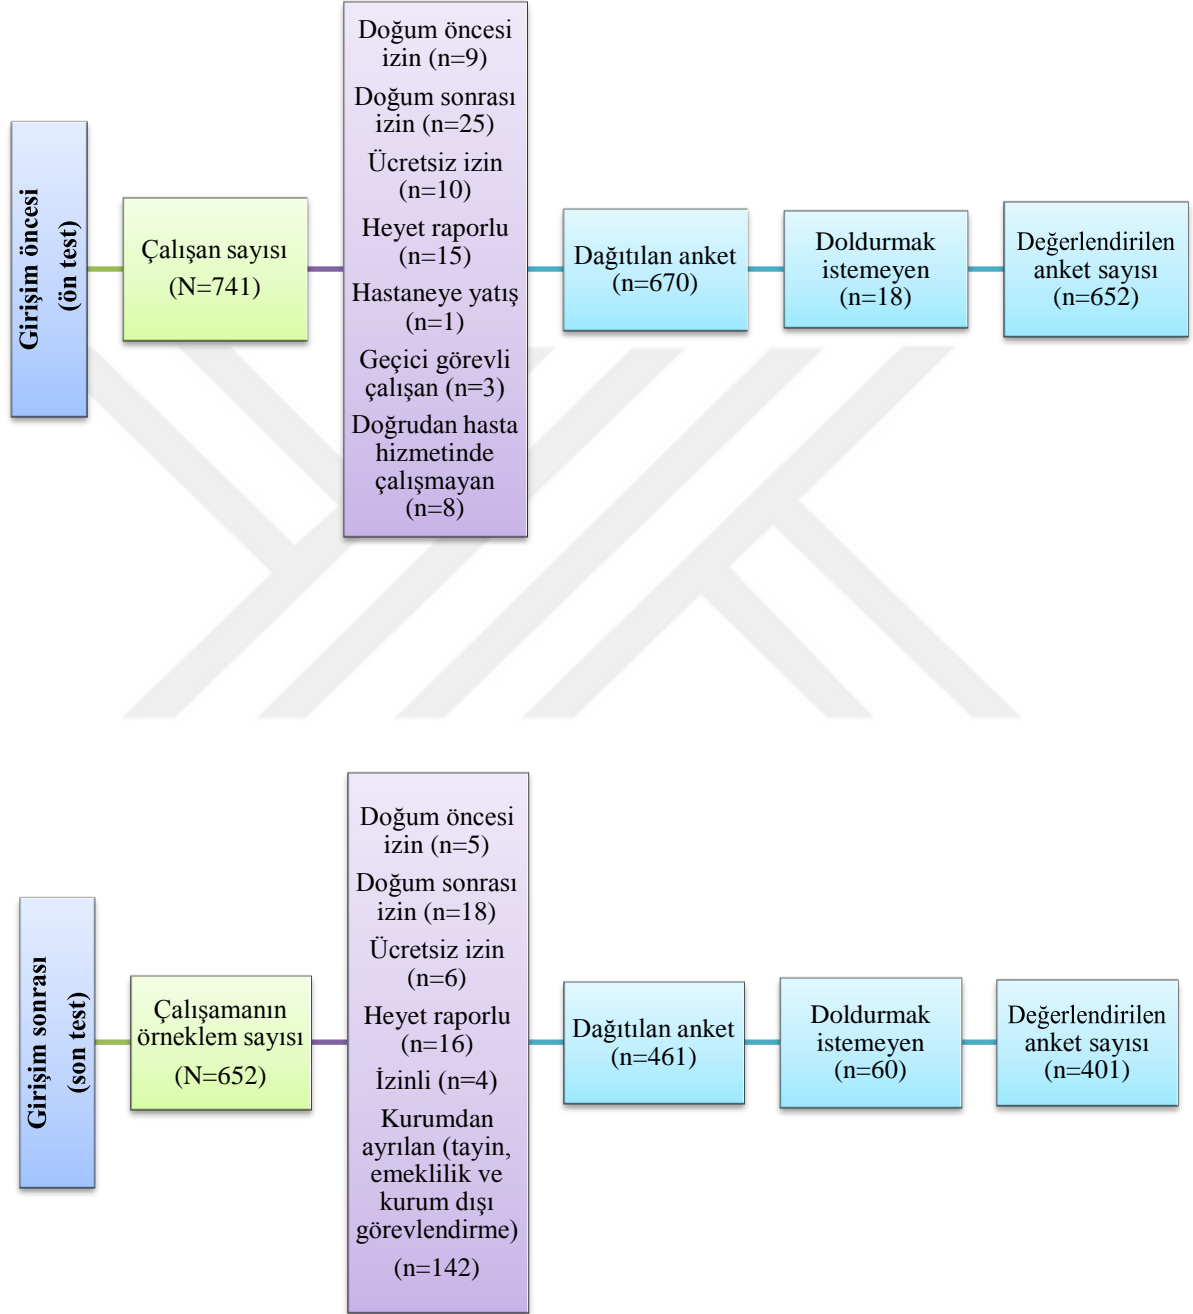 Girişim öncesi
(ön test)
Çalışan sayısı
(N=741)
Doğum öncesi
izin (n=9)
Doğum sonrası
izin (n=25)
Ücretsiz izin
(n=10)
Heyet raporlu
(n=15)
Hastaneye yatış
(n=1)
Geçici görevli
çalışan (n=3)
Doğrudan hasta
hizmetinde
çalışmayan
(n=8)
Dağıtılan anket
(n=670)
Doldurmak
istemeyen
(n=18)
Değerlendirilen
anket sayısı
(n=652)
Girişim sonrası
(son test)
Çalışamanın
örneklem sayısı
(N=652)
Doğum öncesi
izin (n=5)
Doğum sonrası
izin (n=18)
Ücretsiz izin
(n=6)
Heyet raporlu
(n=16)
İzinli (n=4)
Kurumdan
ayrılan (tayin,
emeklilik ve
kurum dışı
görevlendirme)
(n=142)
Dağıtılan anket
(n=461)
Doldurmak
istemeyen
(n=60)
Değerlendirilen
anket sayısı
(n=401)